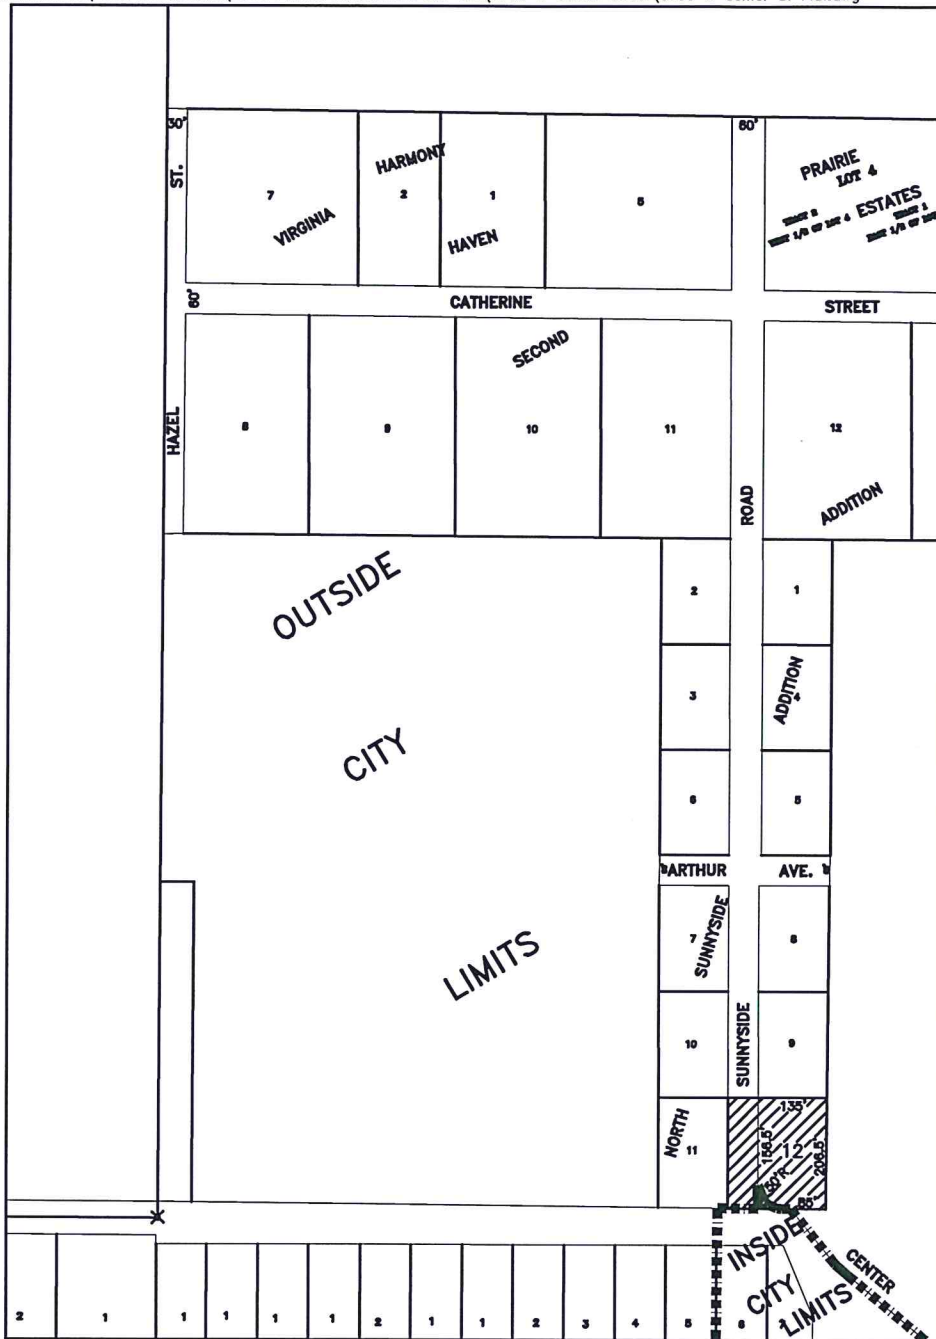 30'
60'
ST.
HARMONY
PRAIRIE
LOT 4
7
2
1
5
ESTATES
VIRGINIA
HAVEN
60'
CATHERINE
STREET
SECOND
HAZEL
8
9
10
11
12
ROAD
ADDITION
OUTSIDE
2
1
3
ADDITION
4
CITY
6
5
ARTHUR
AVE.
SUNNYSIDE
7
8
LIMITS
SUNNYSIDE
10
9
135'
NORTH
11
156.5'
12
206.5'
50'R
85'
INSIDE
CENTER
CITY
LIMITS
2
1
1
1
1
1
2
1
1
2
3
4
5
6